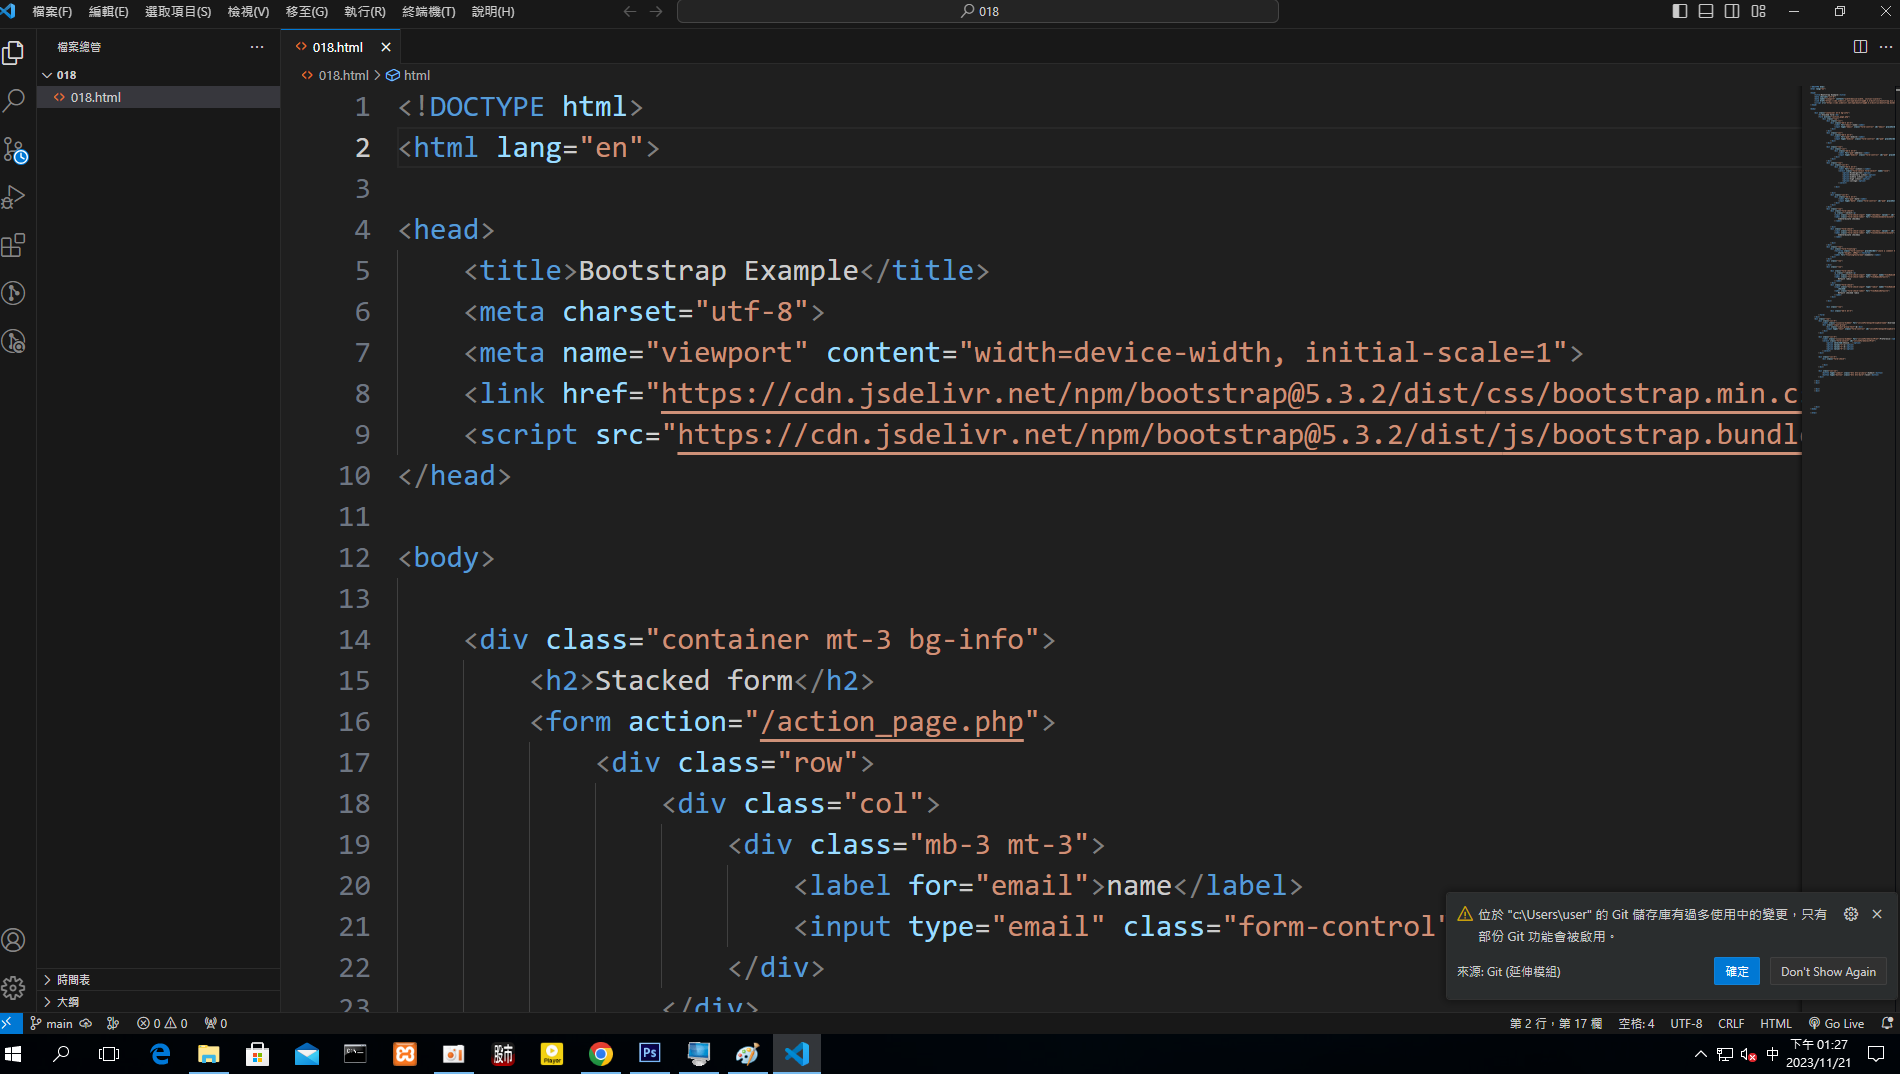 檔案(F) 編輯(E) 選取項目(S) 檢視(V) 移至(G) 執行(R) 終端機(T) 說明(H)
018
檔案總管
018.html
018
018.html > html
018.html
1 <!DOCTYPE html>
2 <html lang="en">
3
4 <head>
5 <title>Bootstrap Example</title>
6 <meta charset="utf-8">
7 <meta name="viewport" content="width=device-width, initial-scale=1">
8 <link href="https://cdn.jsdelivr.net/npm/bootstrap@5.3.2/dist/css/bootstrap.min.c
9 <script src="https://cdn.jsdelivr.net/npm/bootstrap@5.3.2/dist/js/bootstrap.bundle
10 </head>
11
12 <body>
13
14 <div class="container mt-3 bg-info">
15 <h2>Stacked form</h2>
16 <form action="/action_page.php">
17 <div class="row">
18 <div class="col">
19 <div class="mb-3 mt-3">
20 <label for="email">name</label>
21 <input type="email" class="form-control"
22 </div>
23 </div>
位於 "c:\Users\user" 的 Git 儲存庫有過多使用中的變更，只有
部份 Git 功能會被啟用。
來源: Git (延伸模組)
確定
Don't Show Again
時間表
大綱
main
0 0
0
第 2 行，第 17 欄 空格: 4 UTF-8 CRLF HTML Go Live
股市
Player
Ps
中
下午 01:27
2023/11/21